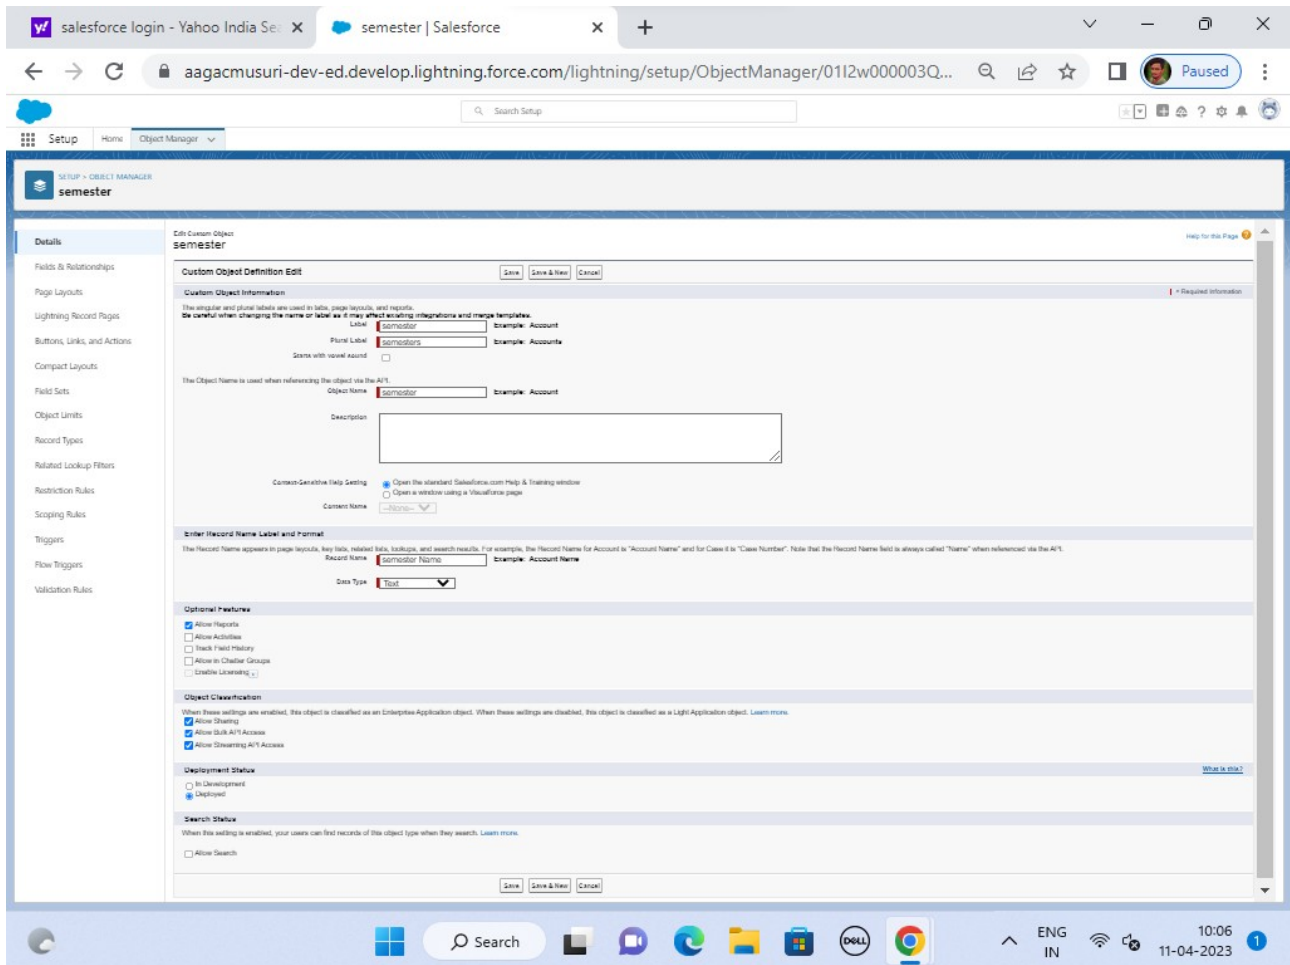 salesforce login - Yahoo India Se
semester | Salesforce
aagacmusuri-dev-ed.develop.lightning.force.com/lightning/setup/ObjectManager/01I2w000003Q...
Paused
Search Setup
Setup
Home
Object Manager
SETUP > OBJECT MANAGER
semester
Details
Fields & Relationships
Page Layouts
Lightning Record Pages
Buttons, Links, and Actions
Compact Layouts
Field Sets
Object Limits
Record Types
Related Lookup Filters
Restriction Rules
Scoping Rules
Triggers
Flow Triggers
Validation Rules
Edit Custom Object
semester
Help for this Page
Custom Object Definition Edit
Save
Save & New
Cancel
Custom Object Information
= Required Information
The singular and plural labels are used in tabs, page layouts, and reports.
Be careful when changing the name or label as it may affect existing integrations and merge templates.
Label
semester
Example: Account
Plural Label
semesters
Example: Accounts
Starts with vowel sound
The Object Name is used when referencing the object via the API.
Object Name
semester
Example: Account
Description
Context-Sensitive Help Setting
Open the standard Salesforce.com Help & Training window
Open a window using a Visualforce page
Content Name
--None--
Enter Record Name Label and Format
The Record Name appears in page layouts, key lists, related lists, lookups, and search results. For example, the Record Name for Account is "Account Name" and for Case it is "Case Number". Note that the Record Name field is always called "Name" when referenced via the API.
Record Name
semester Name
Example: Account Name
Data Type
Text
Optional Features
Allow Reports
Allow Activities
Track Field History
Allow in Chatter Groups
Enable Licensing
Object Classification
When these settings are enabled, this object is classified as an Enterprise Application object. When these settings are disabled, this object is classified as a Light Application object. Learn more.
Allow Sharing
Allow Bulk API Access
Allow Streaming API Access
Deployment Status
What is this?
In Development
Deployed
Search Status
When this setting is enabled, your users can find records of this object type when they search. Learn more.
Allow Search
Save
Save & New
Cancel
Search
DELL
ENG
IN
10:06
11-04-2023
1